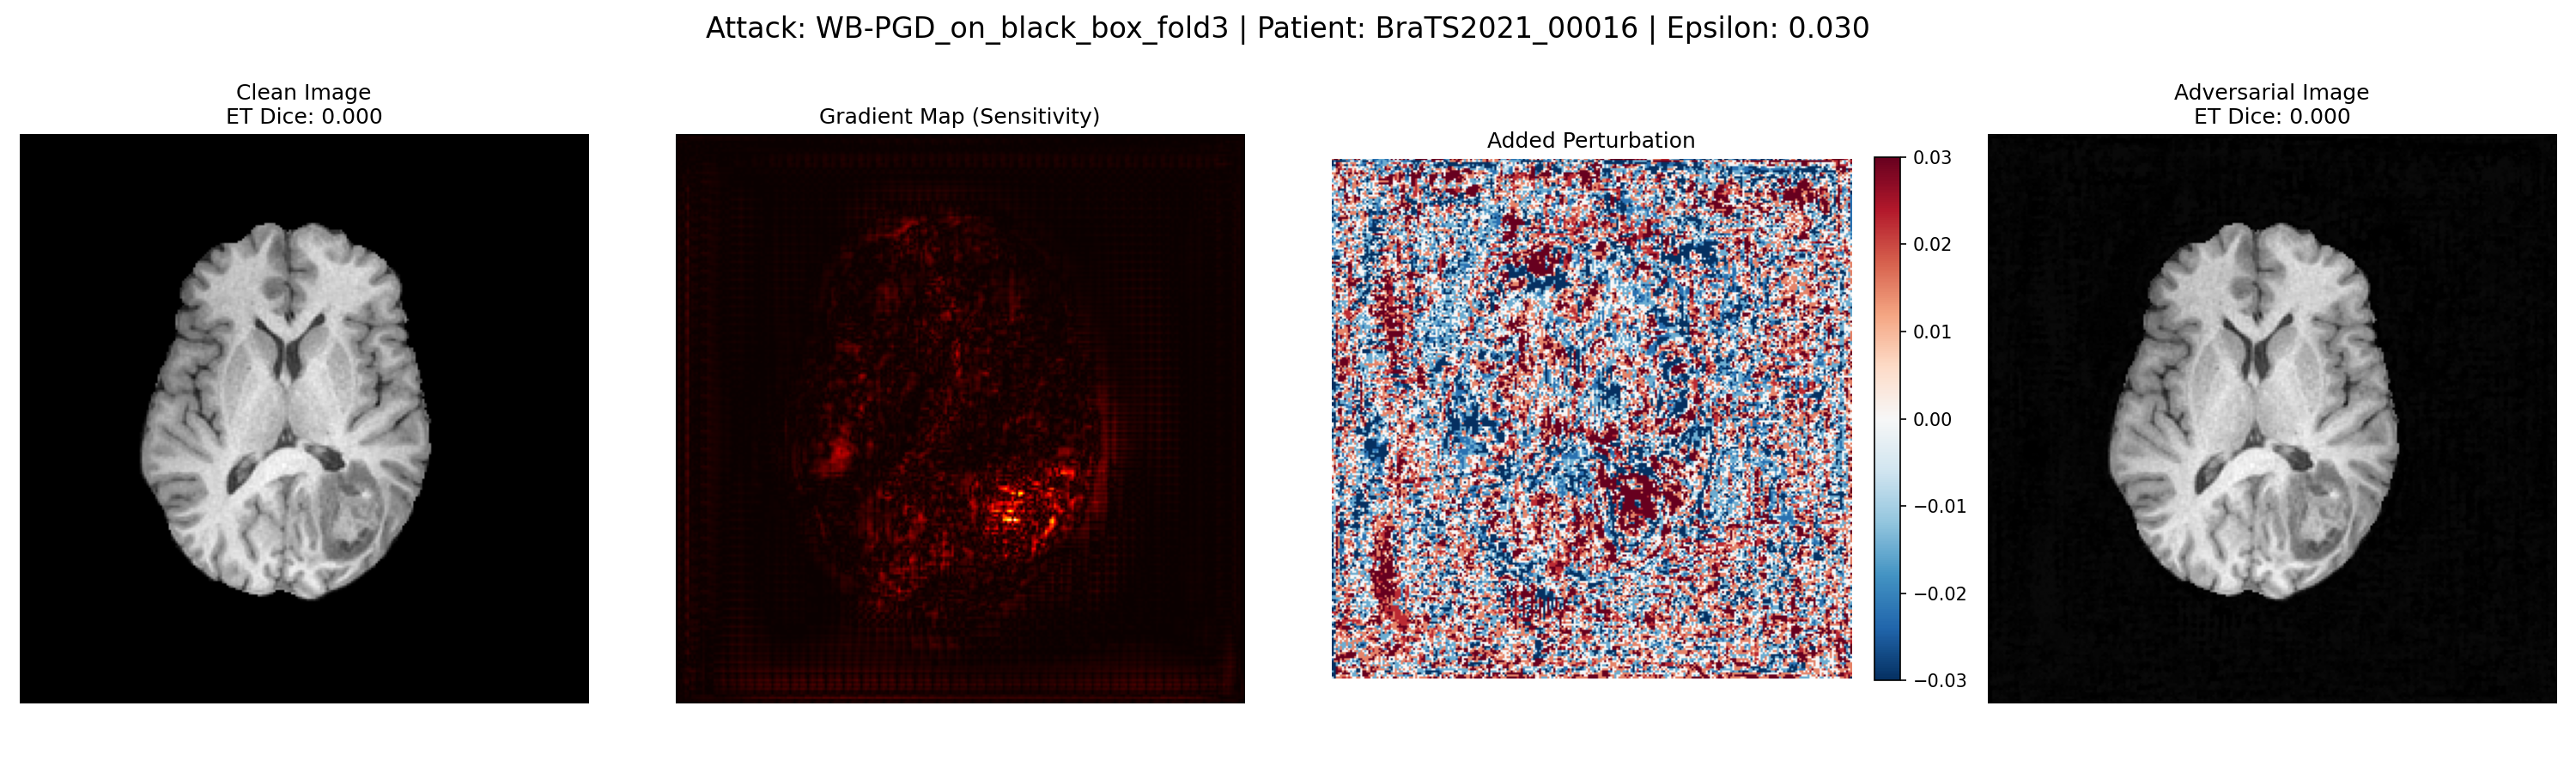 Attack: WB-PGD_on_black_box_fold3 | Patient: BraTS2021_00016 | Epsilon: 0.030
Clean Image
ET Dice: 0.000
Gradient Map (Sensitivity)
Added Perturbation
0.03
0.02
0.01
0.00
−0.01
−0.02
−0.03
Adversarial Image
ET Dice: 0.000